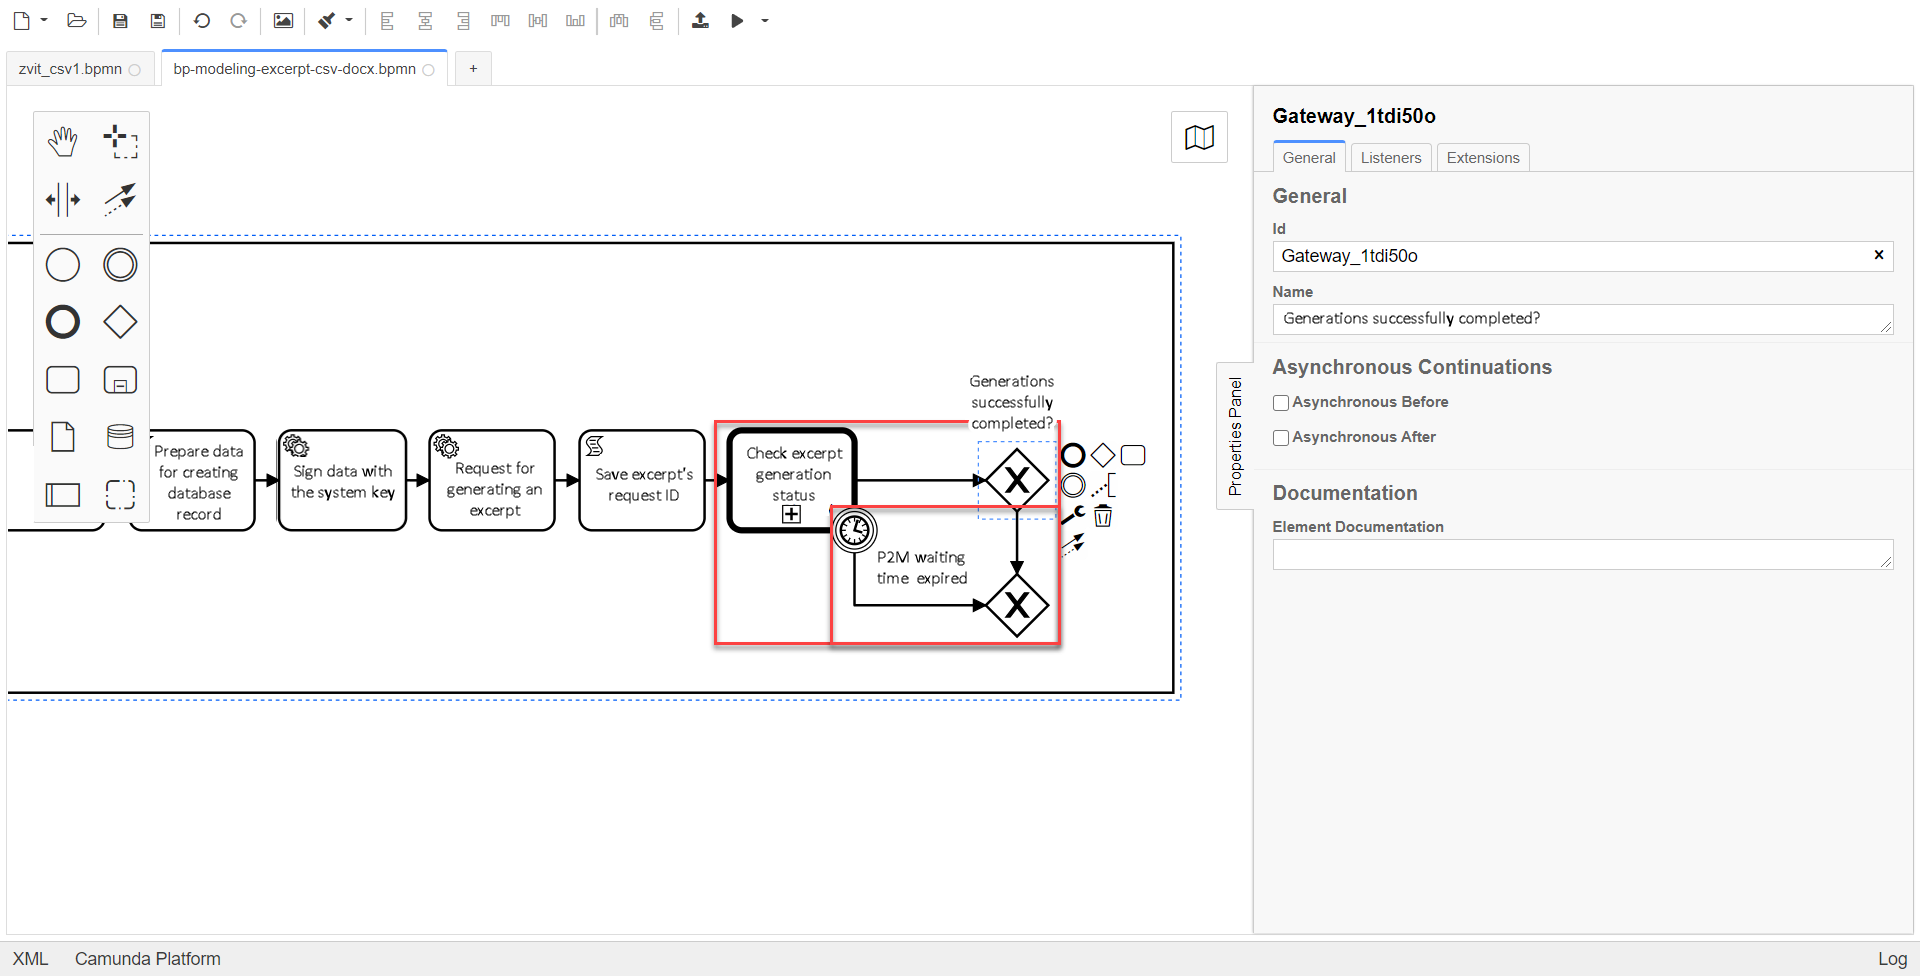 zvit_csv1.bpmn
bp-modeling-excerpt-csv-docx.bpmn
+
Gateway_1tdi50o
General
Listeners
Extensions
General
Id
Gateway_1tdi50o
×
Name
Generations successfully completed?
Asynchronous Continuations
Asynchronous Before
Asynchronous After
Documentation
Element Documentation
Properties Panel
Prepare data
for creating
database
record
Sign data with
the system key
Request for
generating an
excerpt
Save excerpt's
request ID
Check excerpt
generation
status
Generations
successfully
completed?
P2M waiting
time expired
XML
Camunda Platform
Log